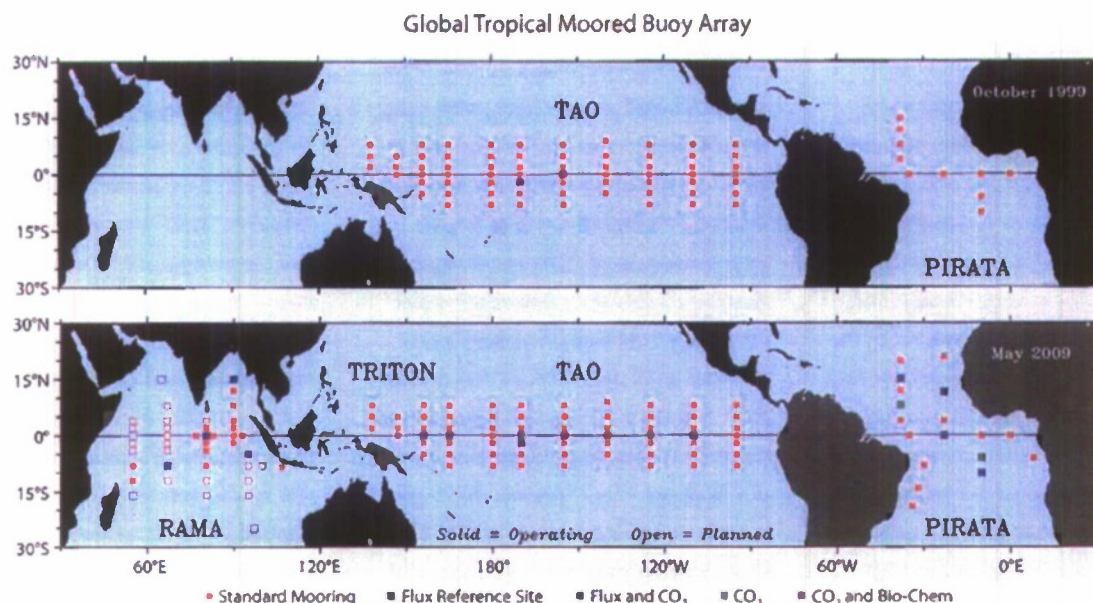 Global Tropical Moored Buoy Array
30°N
15°N
0°
15°S
30°S
TAO
October 1999
PIRATA
30°N
15°N
0°
15°S
30°S
TRITON
TAO
May 2009
RAMA
Solid = Operating Open = Planned
PIRATA
60°E 120°E 180° 120°W 60°W 0°E
Standard Mooring Flux Reference Site Flux and CO₂ CO₂ CO₂ and Bio-Chem